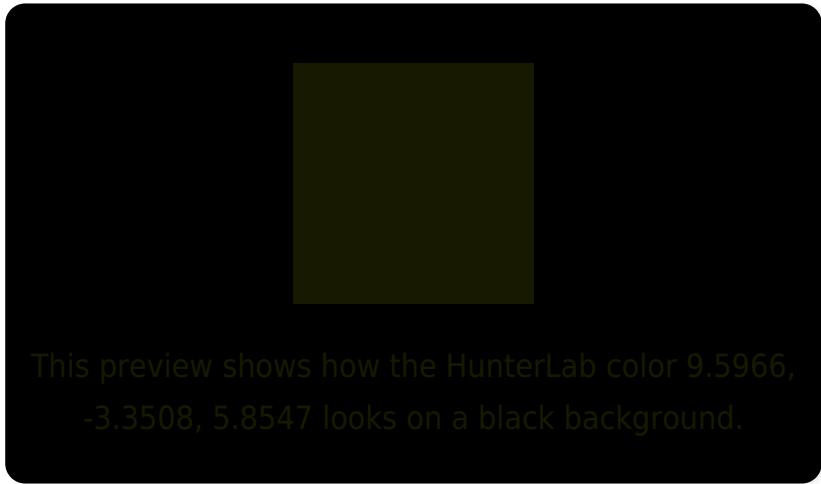 This preview shows how the HunterLab color 9.5966,
-3.3508, 5.8547 looks on a black background.